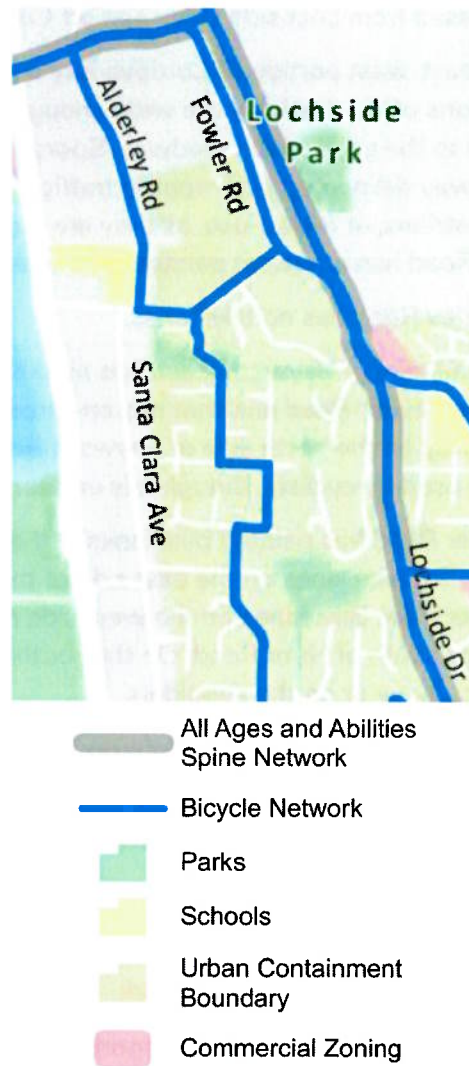 Alderley Rd
Fowler Rd
Lochside
Park
Santa Clara Ave
Lochside Dr
All Ages and Abilities
Spine Network
Bicycle Network
Parks
Schools
Urban Containment
Boundary
Commercial Zoning